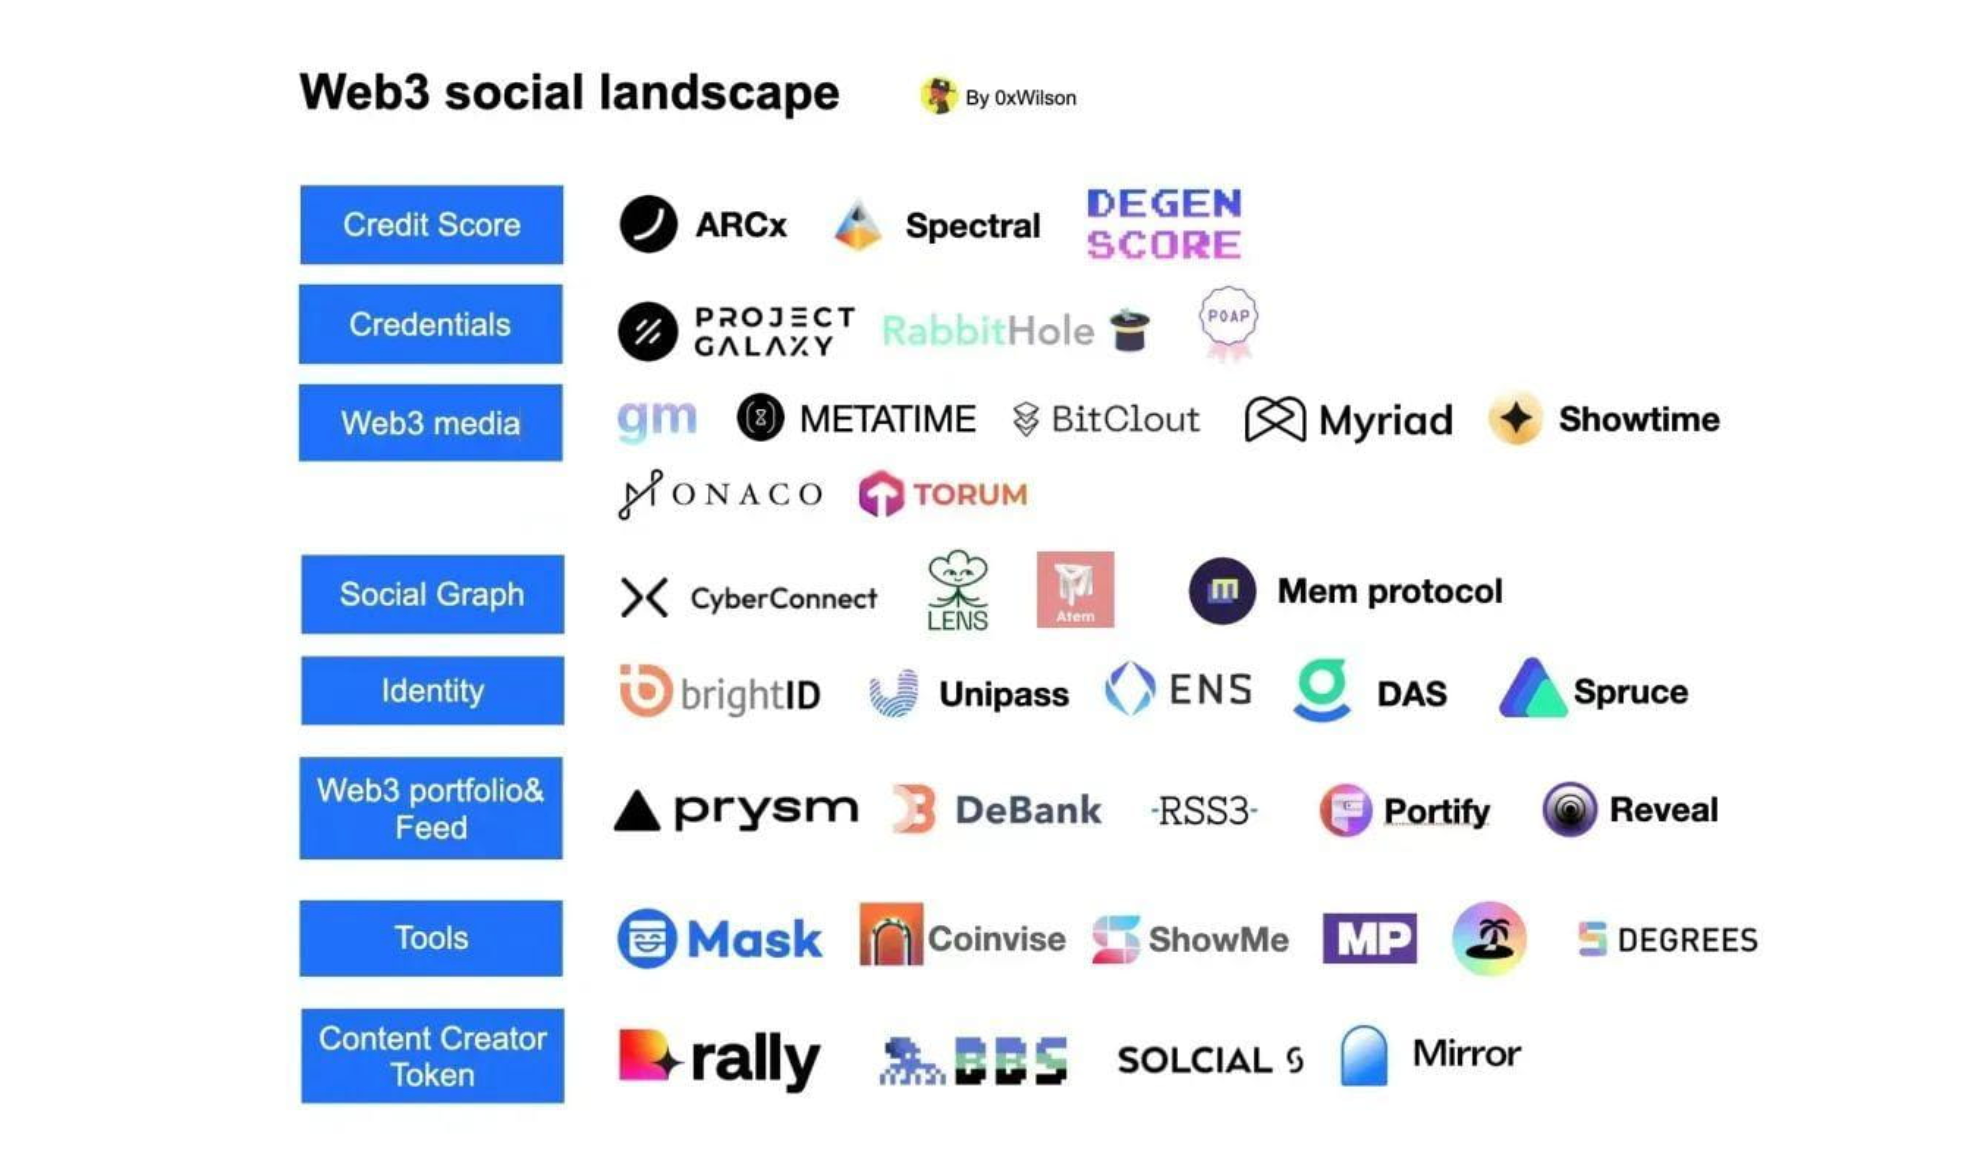 Web3 social landscape
By 0xWilson
Credit Score
ARCx
Spectral
DEGEN
SCORE
Credentials
PROJECT
GALAXY
RabbitHole
POAP
Web3 media
gm
METATIME
BitClout
Myriad
Showtime
MONACO
TORUM
Social Graph
CyberConnect
LENS
Atem
m
Mem protocol
Identity
brightID
Unipass
ENS
DAS
Spruce
Web3 portfolio&
Feed
prysm
DeBank
-RSS3-
Portify
Reveal
Tools
Mask
Coinvise
ShowMe
MP
5 DEGREES
Content Creator
Token
rally
BBS
SOLCIAL S
Mirror